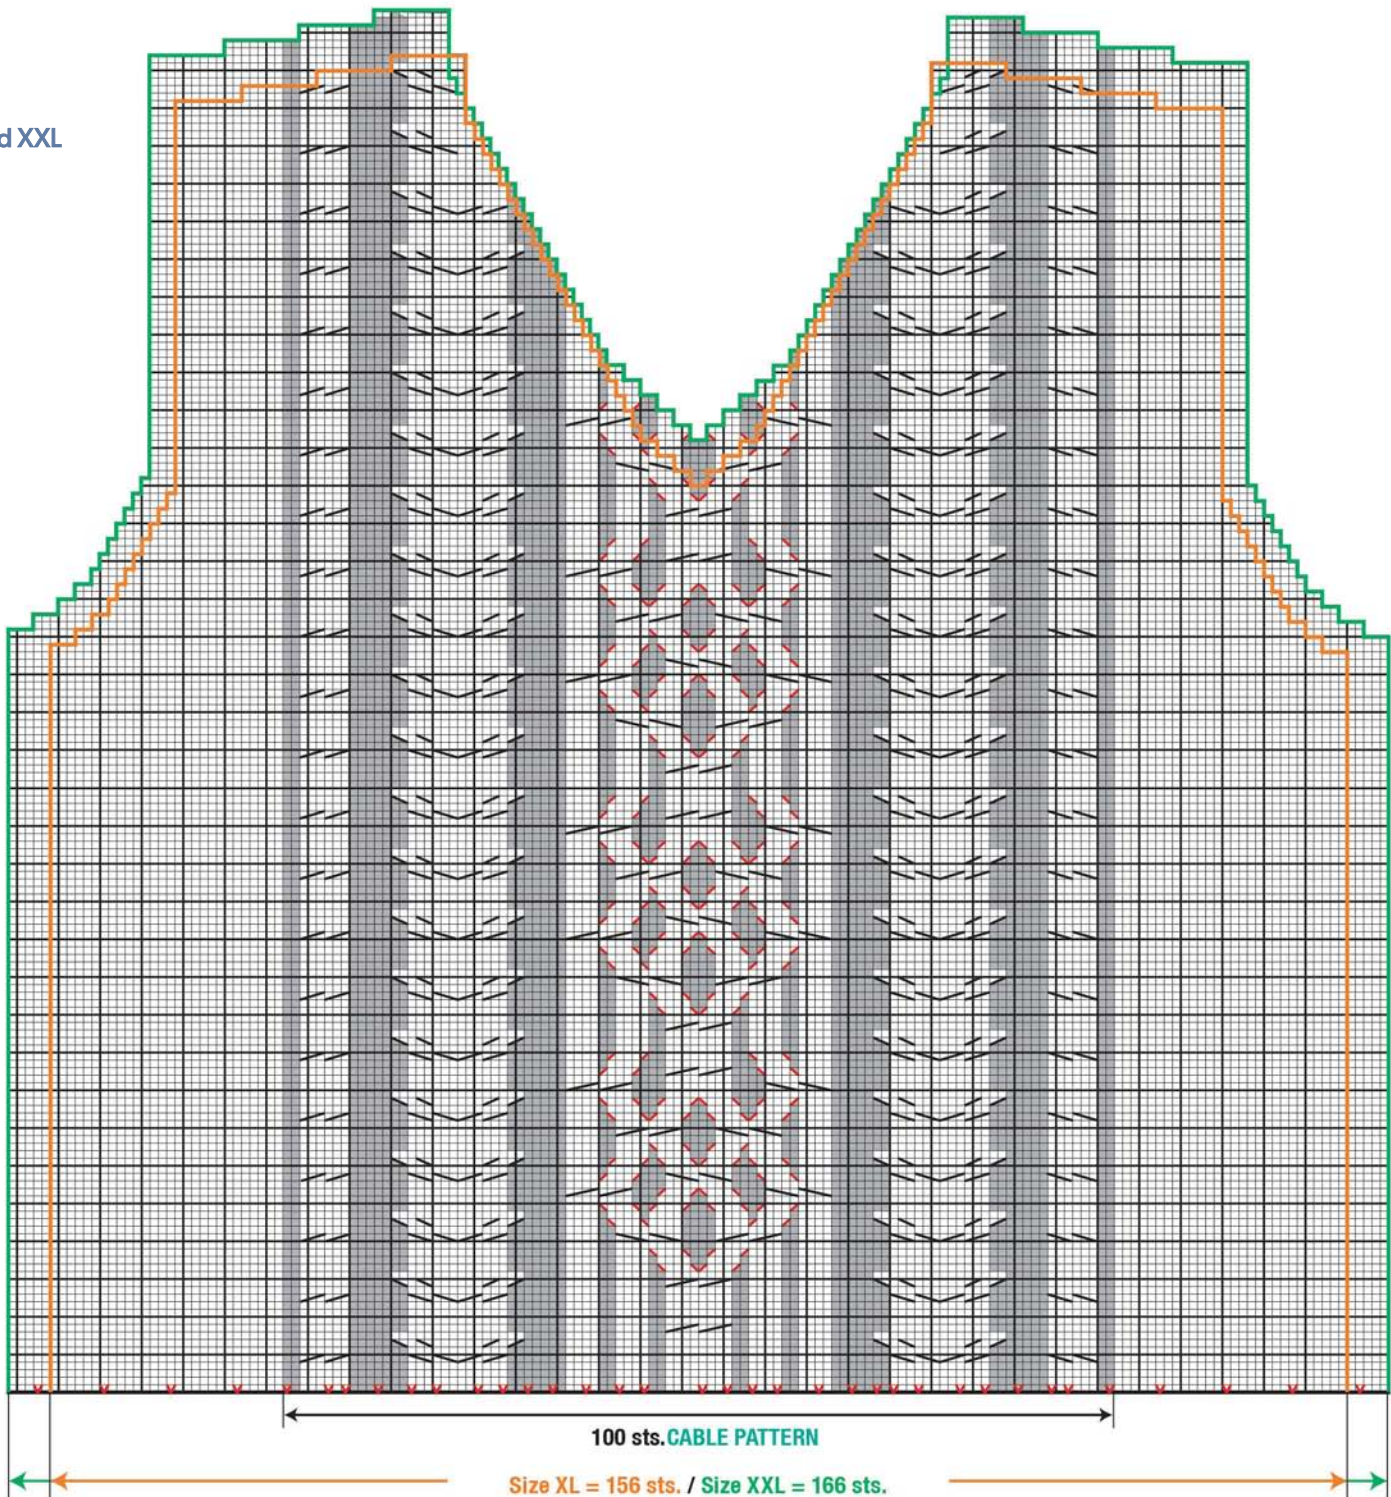 d XXL
100 sts. CABLE PATTERN
Size XL = 156 sts. / Size XXL = 166 sts.